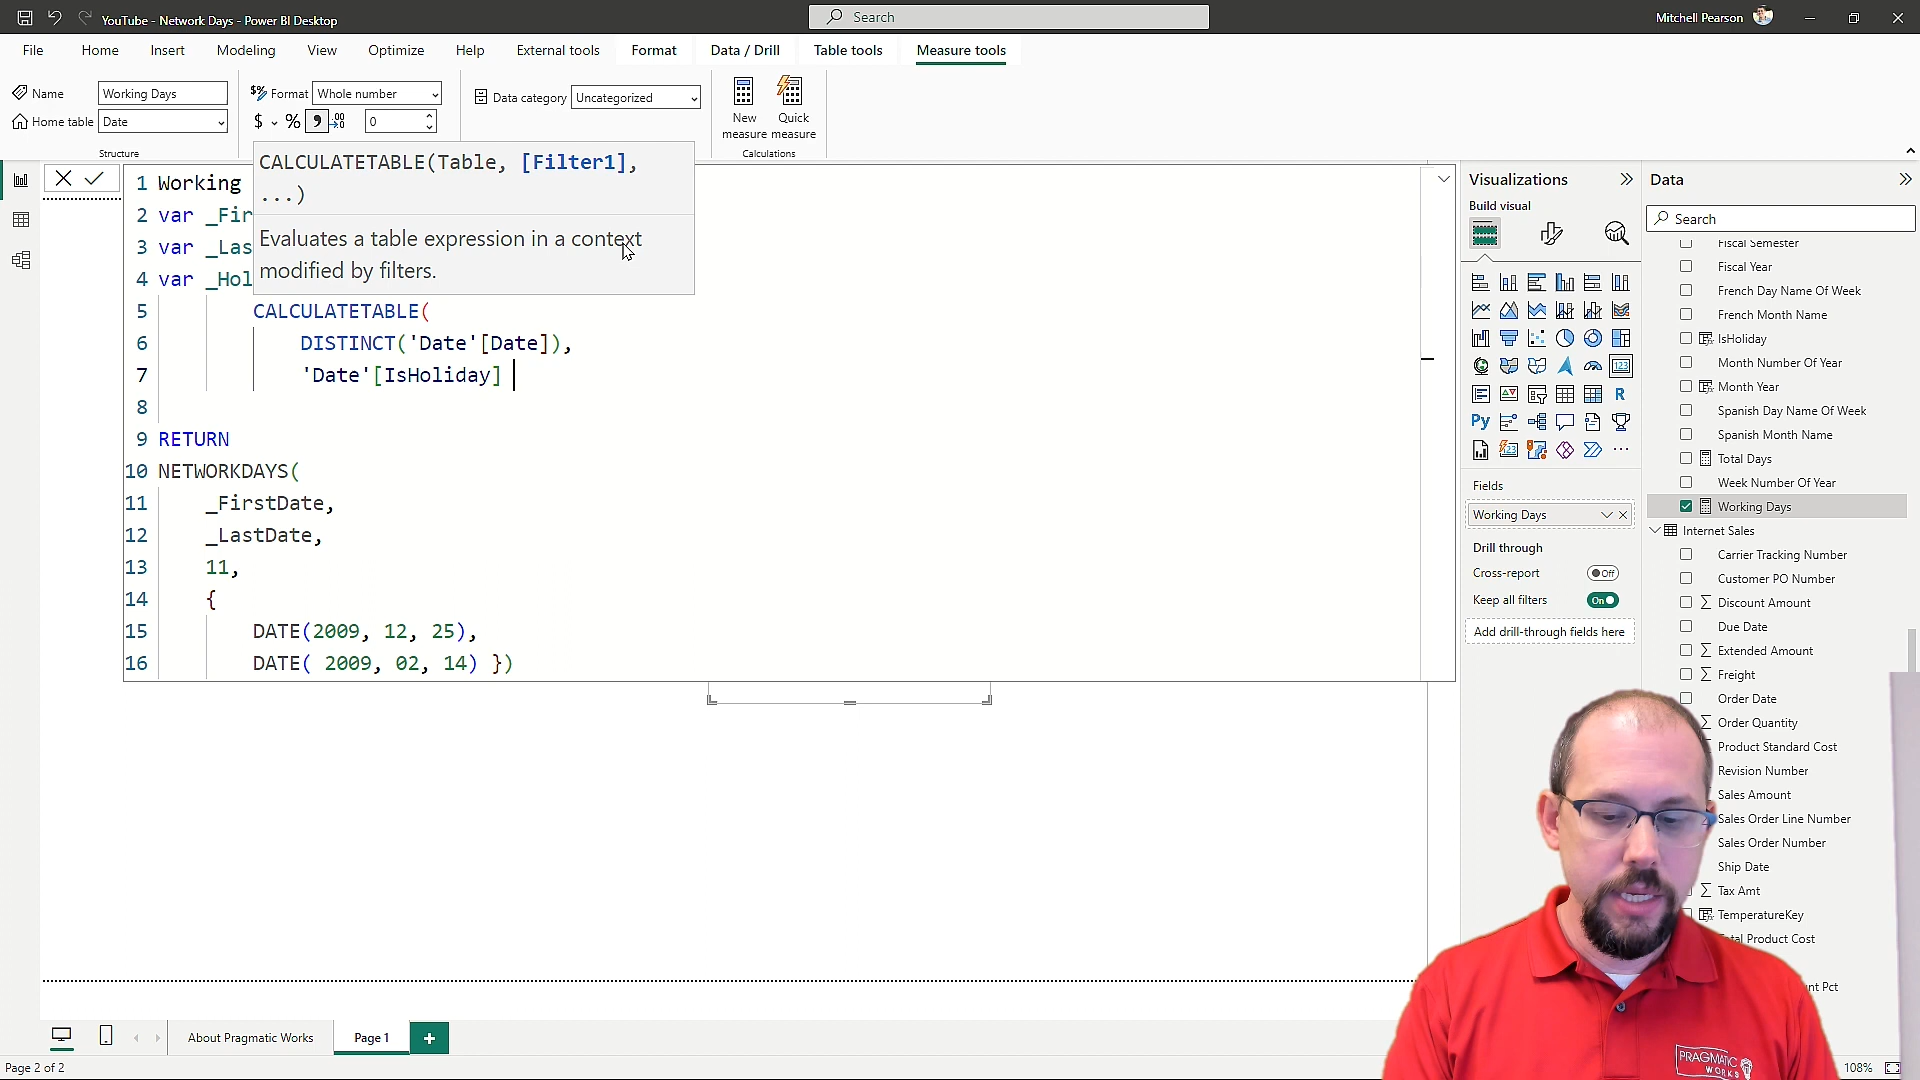 YouTube - Network Days - Power BI Desktop
Search
Mitchell Pearson
File
Home
Insert
Modeling
View
Optimize
Help
External tools
Format
Data / Drill
Table tools
Measure tools
Name
Working Days
Home table
Date
Structure
Format
Whole number
$
%
0
Data category
Uncategorized
New measure
Quick measure
Calculations
CALCULATETABLE(Table, [Filter1],
...)
Evaluates a table expression in a context
modified by filters.
1 Working
2 var _Fir
3 var _Las
4 var _Hol
5 CALCULATETABLE(
6 DISTINCT('Date'[Date]),
7 'Date'[IsHoliday]
8
9 RETURN
10 NETWORKDAYS(
11 _FirstDate,
12 _LastDate,
13 11,
14 {
15 DATE(2009, 12, 25),
16 DATE( 2009, 02, 14) })
Visualizations
Build visual
R
Py
Fields
Working Days
Drill through
Cross-report
Off
Keep all filters
On
Add drill-through fields here
Data
Search
Fiscal Semester
Fiscal Year
French Day Name Of Week
French Month Name
IsHoliday
Month Number Of Year
Month Year
Spanish Day Name Of Week
Spanish Month Name
Total Days
Week Number Of Year
Working Days
Internet Sales
Carrier Tracking Number
Customer PO Number
Discount Amount
Due Date
Extended Amount
Freight
Order Date
Order Quantity
Product Standard Cost
Revision Number
Sales Amount
Sales Order Line Number
Sales Order Number
Ship Date
Tax Amt
TemperatureKey
Total Product Cost
nt Pct
PRAGMATIC
WORKS
About Pragmatic Works
Page 1
Page 2 of 2
108%